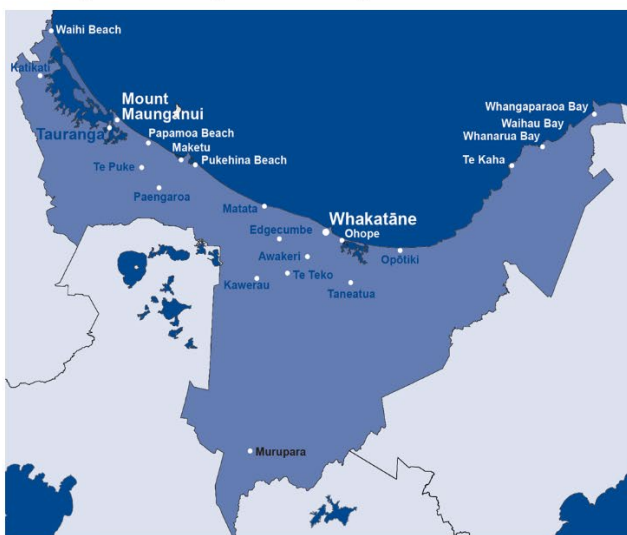 Waihi Beach
Katikati
Mount
Maunganui
Tauranga
Papamoa Beach
Maketu
Te Puke
Pukehina Beach
Paengaroa
Matata
Whakatāne
Edgecumbe
Ohope
Awakeri
Opōtiki
Te Teko
Kawerau
Taneatua
Whangaparaoa Bay
Waihau Bay
Whanarua Bay
Te Kaha
Murupara